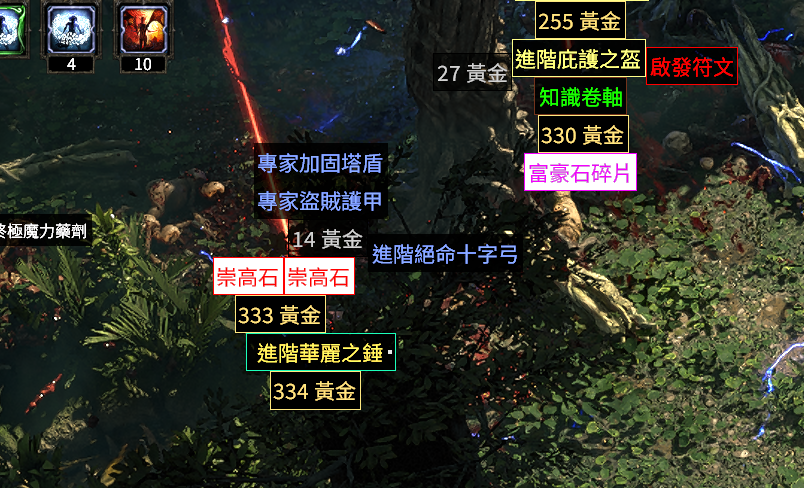 4
10
255 黃金
進階庇護之盔
27 黃金
啟發符文
知識卷軸
330 黃金
專家加固塔盾
富豪石碎片
專家盜賊護甲
極魔力藥劑
14 黃金
進階絕命十字弓
崇高石
崇高石
333 黃金
進階華麗之錘
334 黃金